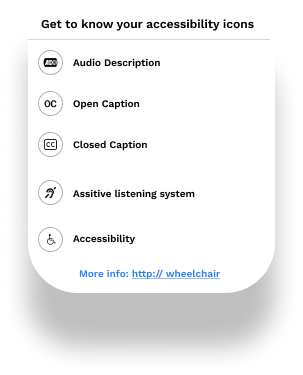 Get to know your accessibility icons
AD Audio Description
OC Open Caption
CC Closed Caption
Assitive listening system
Accessibility
More info: http:// wheelchair